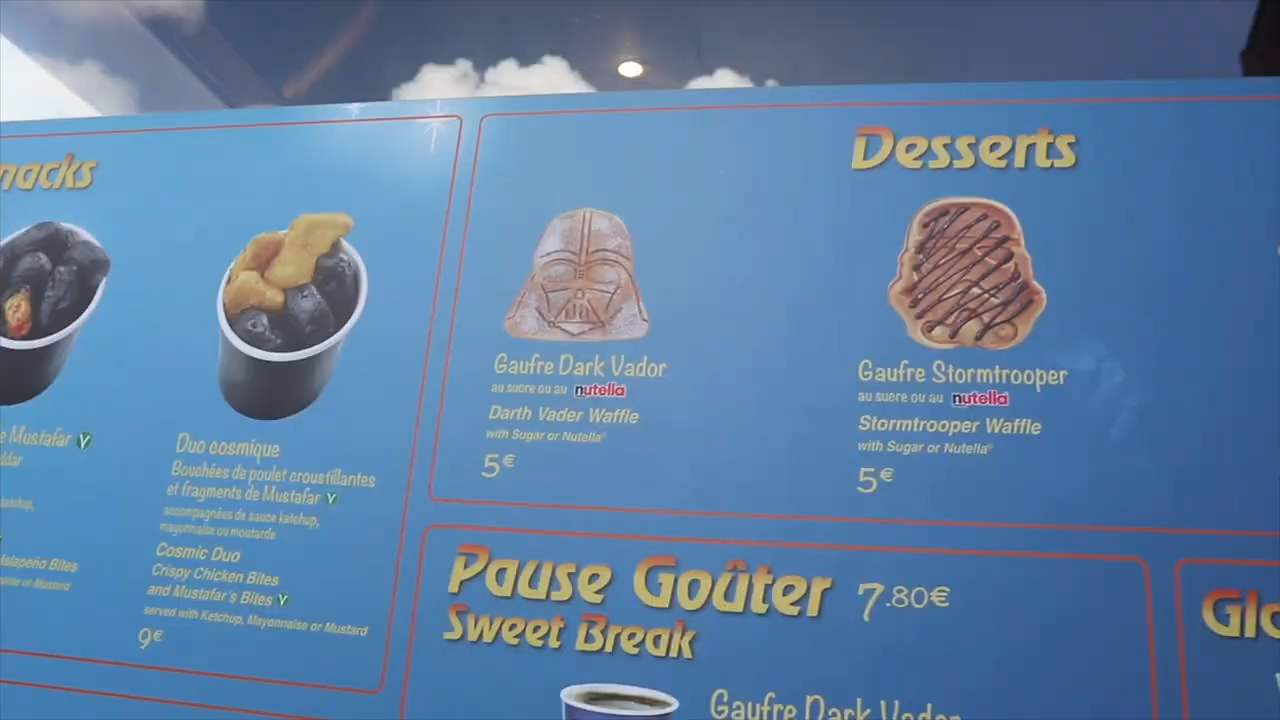 nacks
e Mustafar V
Jalapeño Bites
Duo cosmique
Bouchées de poulet croustillantes
et fragments de Mustafar V
accompagnées de sauce ketchup,
mayonnaise ou moutarde
Cosmic Duo
Crispy Chicken Bites
and Mustafar's Bites V
served with Ketchup, Mayonnaise or Mustard
9€
Desserts
Gaufre Dark Vador
au sucre ou au nutella
Darth Vader Waffle
with Sugar or Nutella®
5€
Gaufre Stormtrooper
au sucre ou au nutella
Stormtrooper Waffle
with Sugar or Nutella®
5€
Pause Goûter 7.80€
Sweet Break
Gaufre Dark Vador
Glo